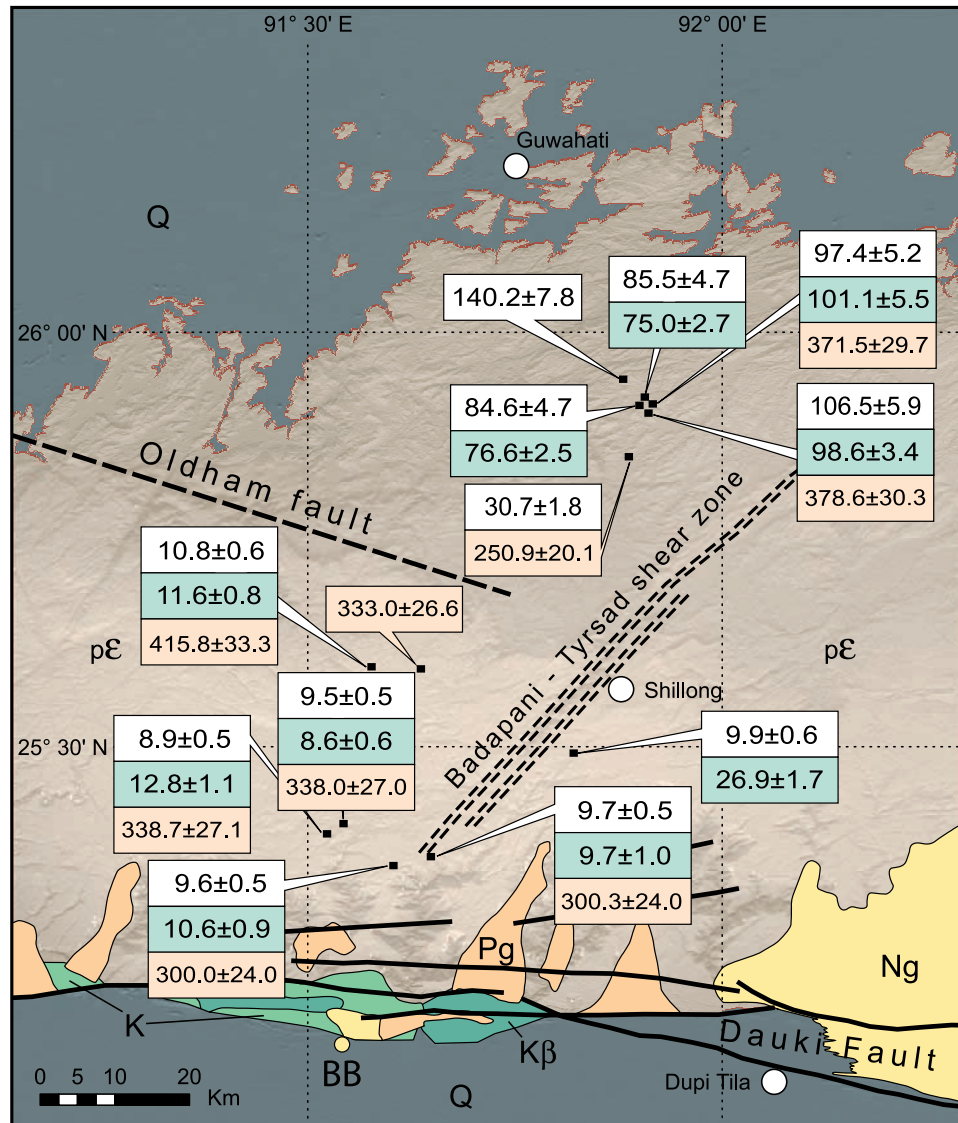 91° 30' E
92° 00' E
Guwahati
Q
97.4±5.2
101.1±5.5
371.5±29.7
85.5±4.7
75.0±2.7
140.2±7.8
26° 00' N
84.6±4.7
76.6±2.5
106.5±5.9
98.6±3.4
378.6±30.3
Oldham fault
30.7±1.8
250.9±20.1
Badapani - Tyrsad shear zone
10.8±0.6
11.6±0.8
415.8±33.3
333.0±26.6
pƐ
pƐ
Shillong
9.5±0.5
8.6±0.6
338.0±27.0
25° 30' N
8.9±0.5
12.8±1.1
338.7±27.1
9.9±0.6
26.9±1.7
9.7±0.5
9.7±1.0
300.3±24.0
9.6±0.5
10.6±0.9
300.0±24.0
Pg
Ng
K
Kβ
Dauki Fault
BB
Dupi Tila
Q
0 5 10 20
Km